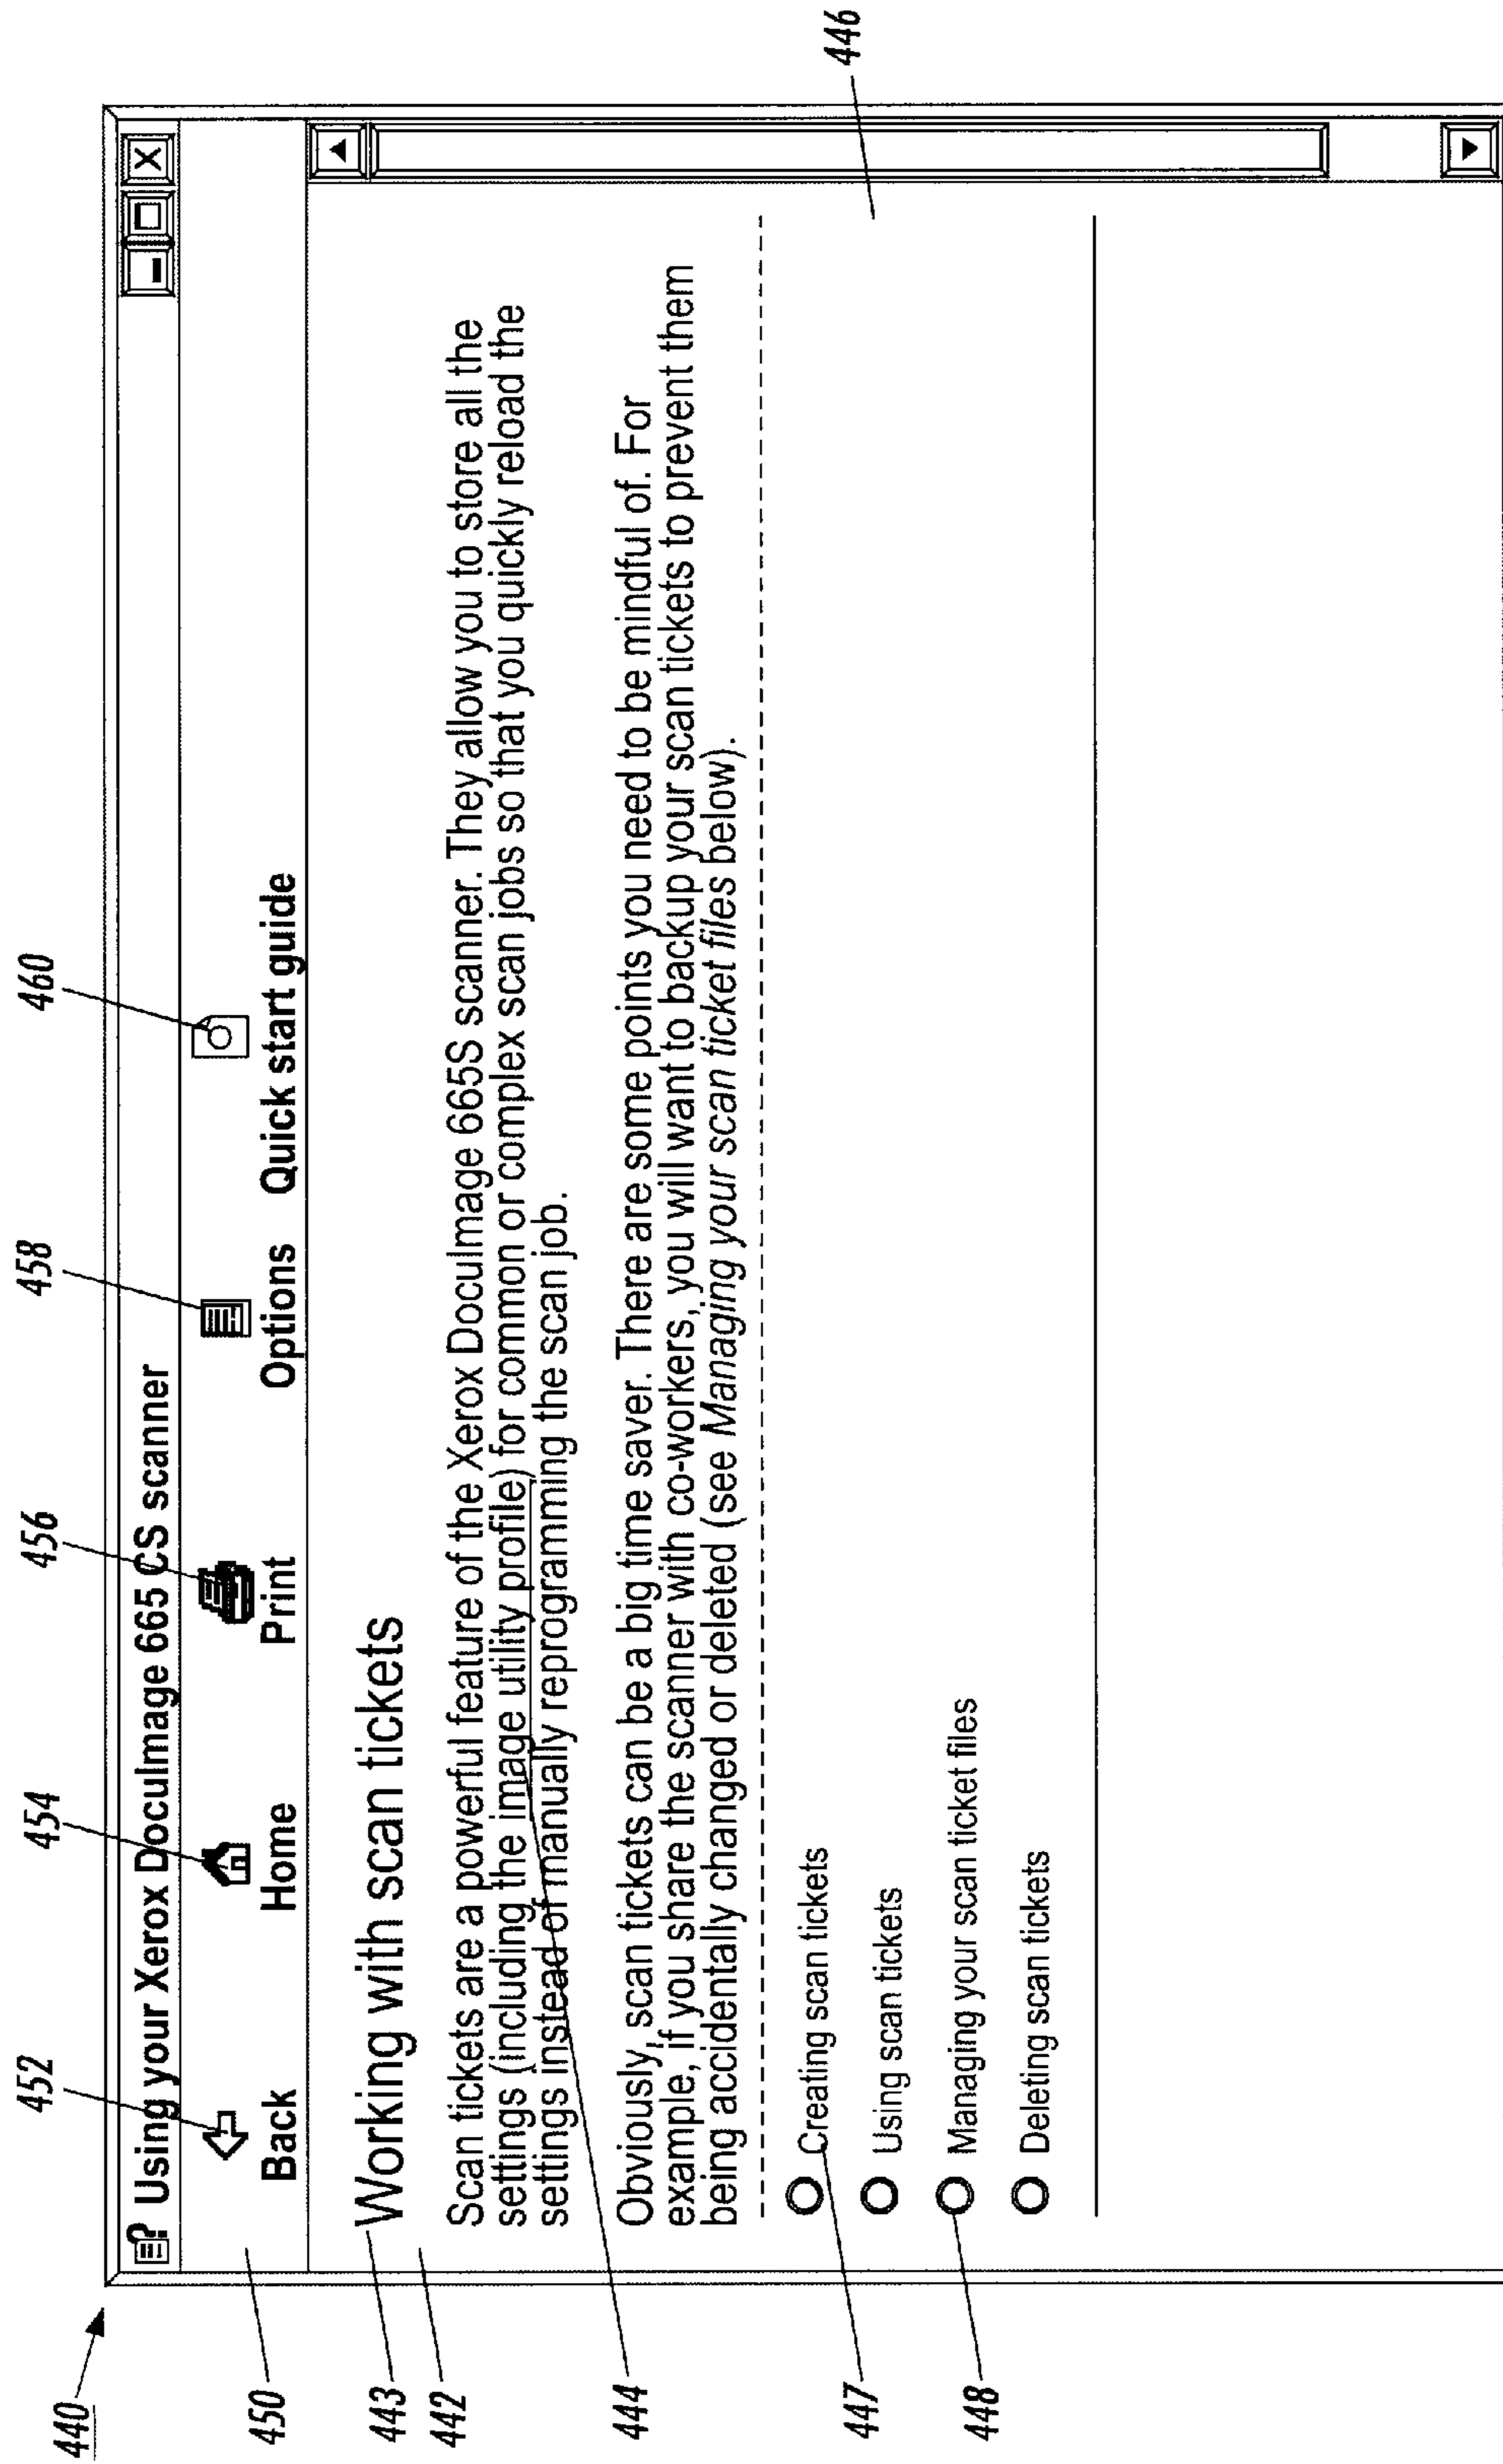 440
452
454
456
458
460
Using your Xerox DocuImage 665 CS scanner
450
Back
Home
Print
Options
Quick start guide
443
Working with scan tickets
442
Scan tickets are a powerful feature of the Xerox DocuImage 665S scanner. They allow you to store all the
settings (including the image utility profile) for common or complex scan jobs so that you quickly reload the
settings instead of manually reprogramming the scan job.
444
Obviously, scan tickets can be a big time saver. There are some points you need to be mindful of. For
example, if you share the scanner with co-workers, you will want to backup your scan tickets to prevent them
being accidentally changed or deleted (see Managing your scan ticket files below).
446
447
Creating scan tickets
Using scan tickets
448
Managing your scan ticket files
Deleting scan tickets